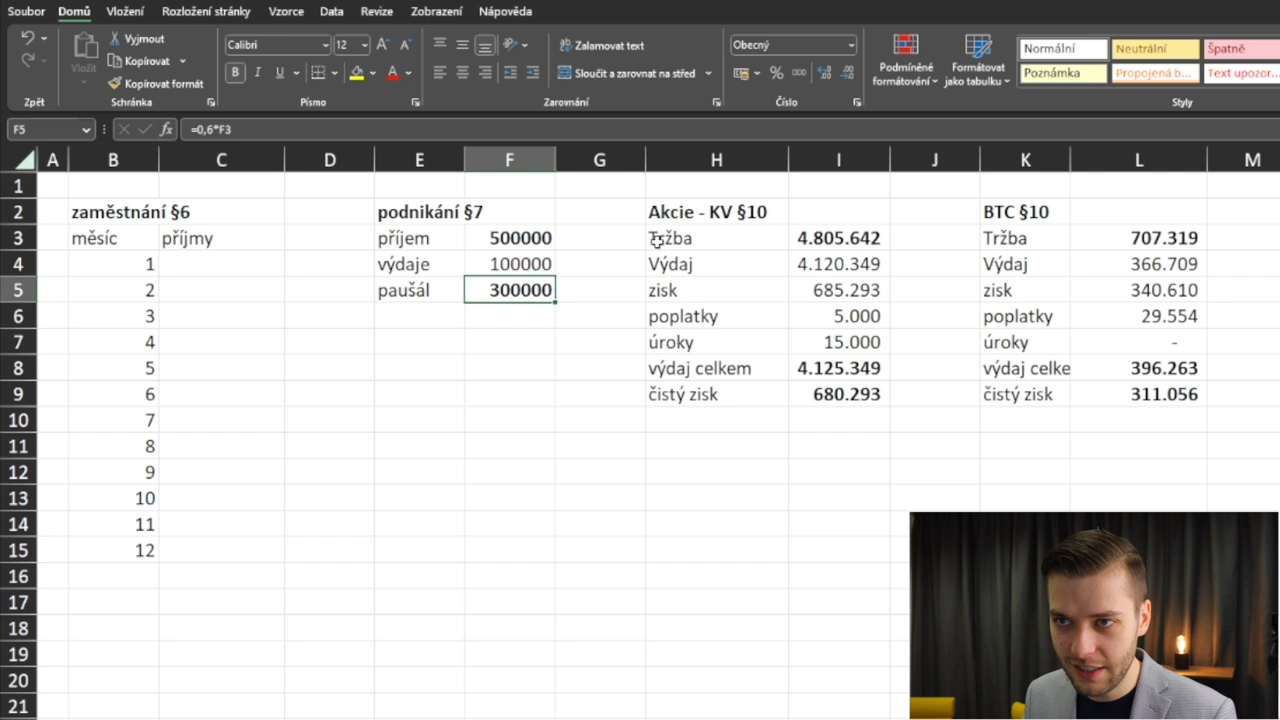 Soubor Domů Vložení Rozložení stránky Vzorce Data Revize Zobrazení Nápověda
Vložit Vyjmout Kopírovat Kopírovat formát
Calibri 12 A A
B I U A
Zalamovat text
Sloučit a zarovnat na střed
Obecný
% 000
Podmíněné formátování Formátovat jako tabulku
Normální Neutrální Špatně
Poznámka Propojená b... Text upozor...
Zpět Schránka Písmo Zarovnání Číslo Styly
F5 fx =0,6*F3
A B C D E F G H I J K L M
1
2 zaměstnání §6 podnikání §7 Akcie - KV §10 BTC §10
3 měsíc příjmy příjem 500000 Tržba 4.805.642 Tržba 707.319
4 1 výdaje 100000 Výdaj 4.120.349 Výdaj 366.709
5 2 paušál 300000 zisk 685.293 zisk 340.610
6 3 poplatky 5.000 poplatky 29.554
7 4 úroky 15.000 úroky -
8 5 výdaj celkem 4.125.349 výdaj celke 396.263
9 6 čistý zisk 680.293 čistý zisk 311.056
10 7
11 8
12 9
13 10
14 11
15 12
16
17
18
19
20
21